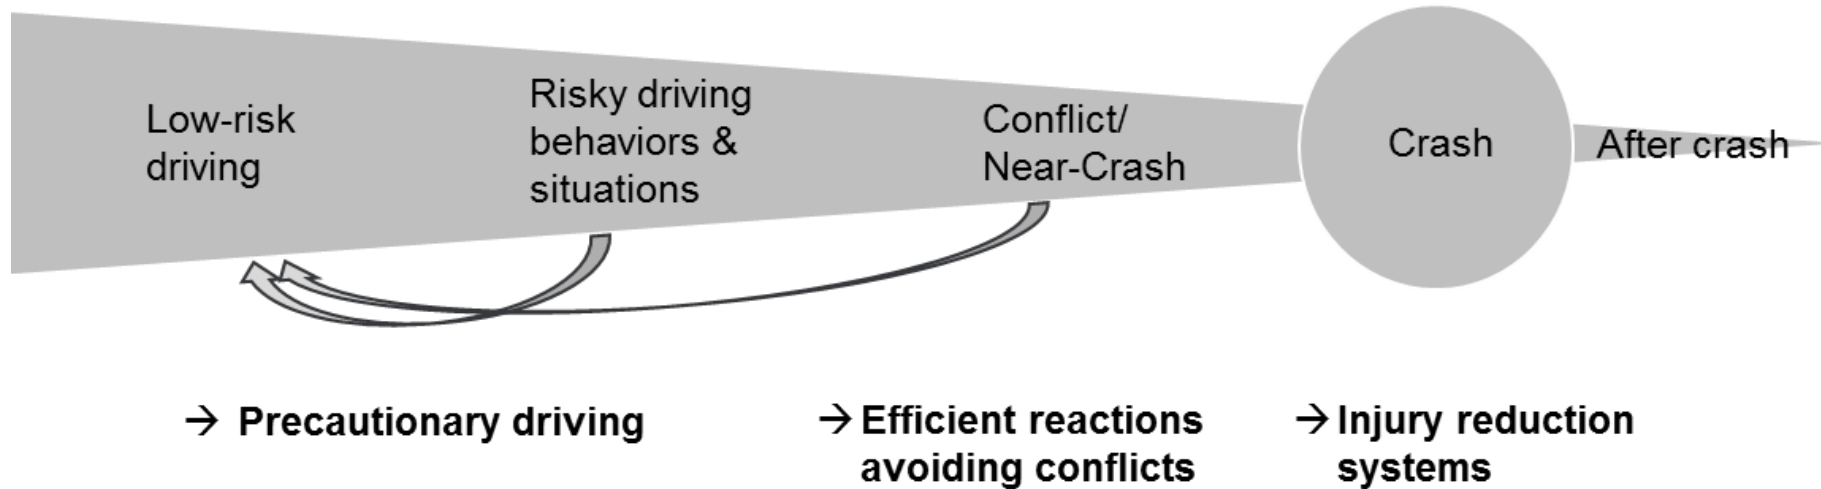 Low-risk
driving
Risky driving
behaviors &
situations
Conflict/
Near-Crash
Crash
After crash
→ Precautionary driving
→ Efficient reactions
avoiding conflicts
→ Injury reduction
systems